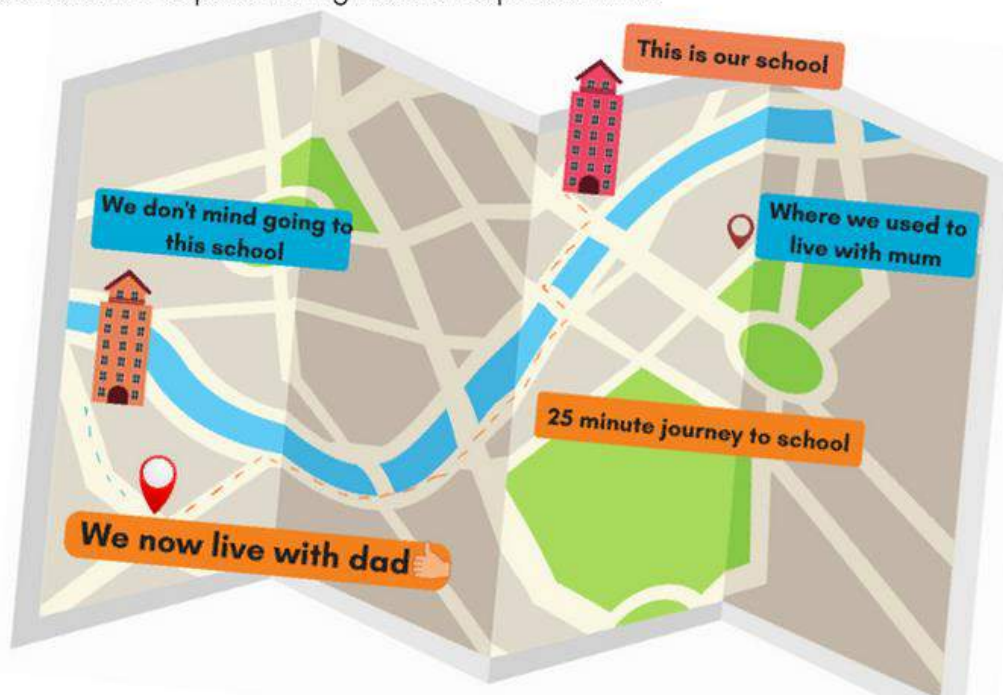 This is our school
We don't mind going to
this school
Where we used to
live with mum
25 minute journey to school
We now live with dad